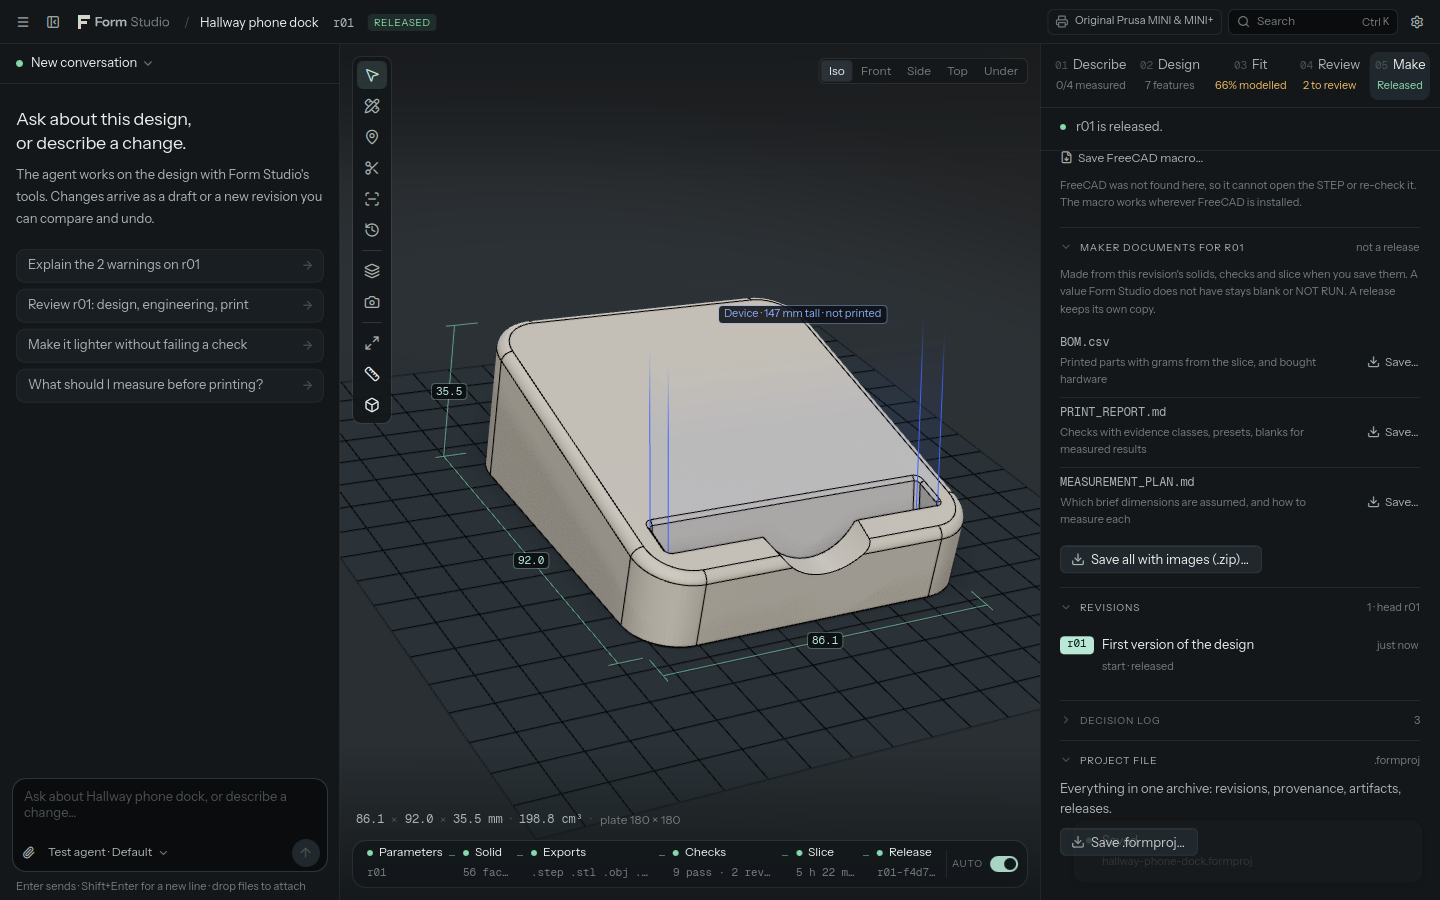 Form Studio / Hallway phone dock r01 RELEASED
Original Prusa MINI & MINI+
Search Ctrl K
New conversation
Ask about this design,
or describe a change.
The agent works on the design with Form Studio's
tools. Changes arrive as a draft or a new revision you
can compare and undo.
Explain the 2 warnings on r01
Review r01: design, engineering, print
Make it lighter without failing a check
What should I measure before printing?
Ask about Hallway phone dock, or describe a
change...
Test agent · Default
Enter sends · Shift+Enter for a new line · drop files to attach
Iso Front Side Top Under
Device · 147 mm tall · not printed
35.5
92.0
86.1
86.1 × 92.0 × 35.5 mm · 198.8 cm³ · plate 180 × 180
Parameters Solid Exports Checks Slice Release
r01 56 fac… .step .stl .obj .… 9 pass · 2 rev… 5 h 22 m… r01-f4d7…
AUTO
01 Describe 02 Design 03 Fit 04 Review 05 Make
0/4 measured 7 features 66% modelled 2 to review Released
r01 is released.
Save FreeCAD macro...
FreeCAD was not found here, so it cannot open the STEP or re-check it.
The macro works wherever FreeCAD is installed.
MAKER DOCUMENTS FOR R01 not a release
Made from this revision's solids, checks and slice when you save them. A
value Form Studio does not have stays blank or NOT RUN. A release
keeps its own copy.
BOM.csv
Printed parts with grams from the slice, and bought
hardware
Save...
PRINT_REPORT.md
Checks with evidence classes, presets, blanks for
measured results
Save...
MEASUREMENT_PLAN.md
Which brief dimensions are assumed, and how to
measure each
Save...
Save all with images (.zip)...
REVISIONS 1 · head r01
r01 First version of the design just now
start · released
DECISION LOG 3
PROJECT FILE .formproj
Everything in one archive: revisions, provenance, artifacts,
releases.
Save .formproj...
hallway-phone-dock.formproj